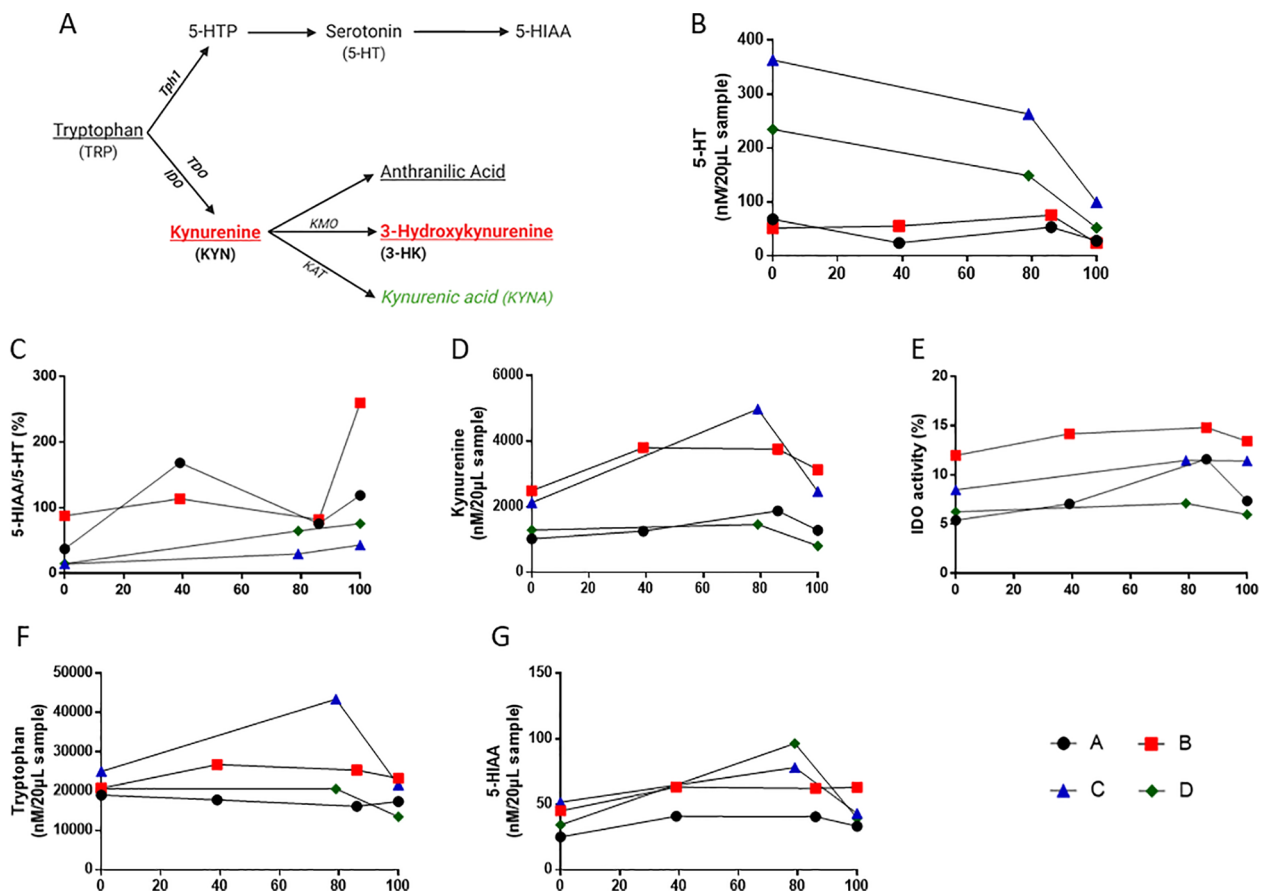 A
5-HTP
Serotonin
(5-HT)
5-HIAA
Tph1
Tryptophan
(TRP)
TDO
IDO
Anthranilic Acid
Kynurenine
(KYN)
KMO
3-Hydroxykynurenine
(3-HK)
KAT
Kynurenic acid (KYNA)
B
5-HT
(nM/20µL sample)
400
300
200
100
0
0 20 40 60 80 100
C
5-HIAA/5-HT (%)
300
200
100
0
0 20 40 60 80 100
D
Kynurenine
(nM/20µL sample)
6000
4000
2000
0
0 20 40 60 80 100
E
IDO activity (%)
20
15
10
5
0
0 20 40 60 80 100
F
Tryptophan
(nM/20µL sample)
50000
40000
30000
20000
10000
0
0 20 40 60 80 100
G
5-HIAA
(nM/20µL sample)
150
100
50
0
0 20 40 60 80 100
A B
C D